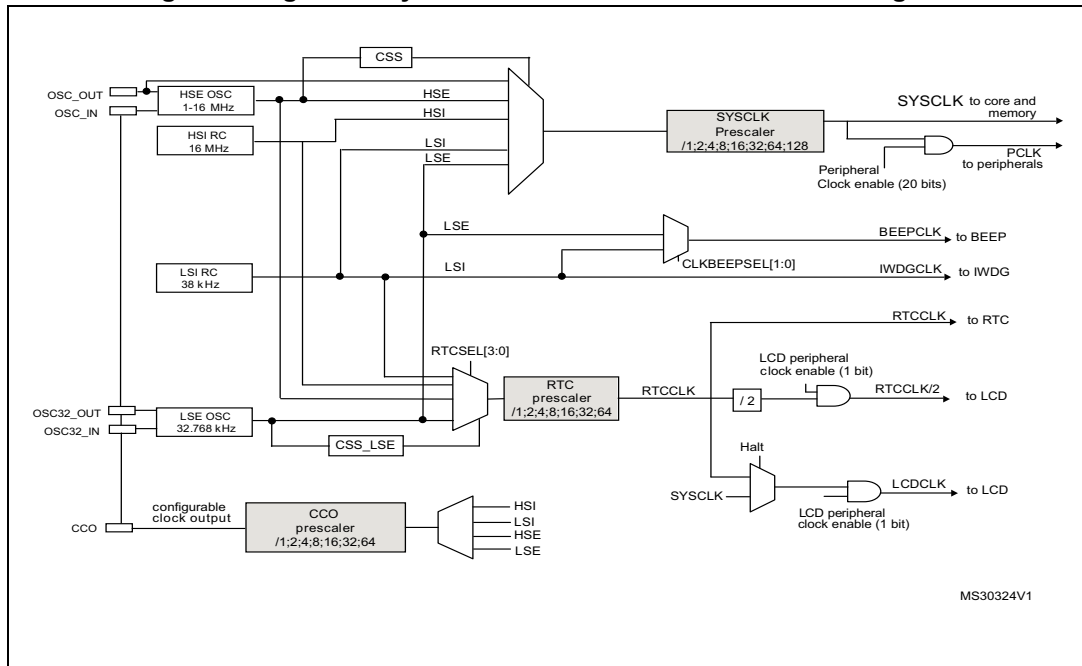 CSS
OSC_OUT
HSE OSC
1-16 MHz
OSC_IN
HSE
HSI RC
16 MHz
HSI
LSI
LSE
SYSCLK
Prescaler
/1;2;4;8;16;32;64;128
SYSCLK to core and
memory
PCLK
to peripherals
Peripheral
Clock enable (20 bits)
LSE
BEEPCLK to BEEP
CLKBEEPSEL[1:0]
LSI RC
38 kHz
LSI
IWDGCLK to IWDG
RTCCLK to RTC
RTCSEL[3:0]
LCD peripheral
clock enable (1 bit)
RTC
prescaler
/1;2;4;8;16;32;64
RTCCLK
/ 2
RTCCLK/2 to LCD
OSC32_OUT
LSE OSC
32.768 kHz
OSC32_IN
CSS_LSE
Halt
SYSCLK
LCDCLK to LCD
LCD peripheral
clock enable (1 bit)
CCO
configurable
clock output
CCO
prescaler
/1;2;4;8;16;32;64
HSI
LSI
HSE
LSE
MS30324V1